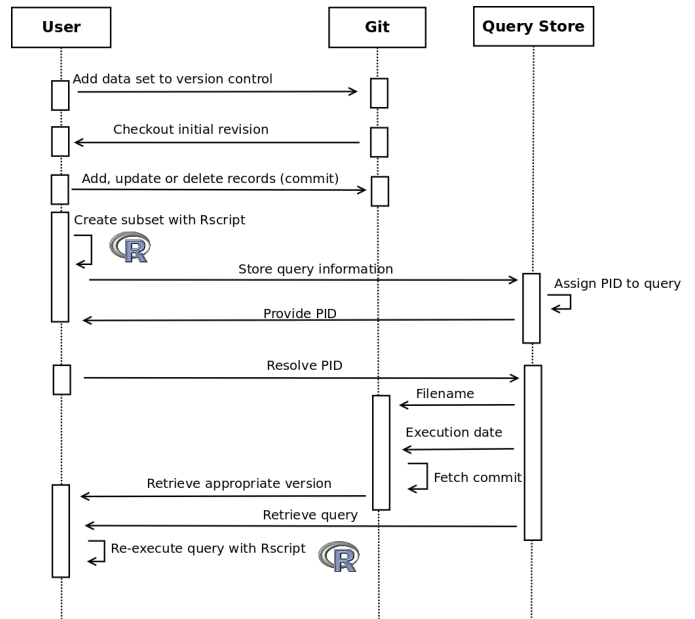 User
Git
Query Store
Add data set to version control
Checkout initial revision
Add, update or delete records (commit)
Create subset with Rscript
R
Store query information
Assign PID to query
Provide PID
Resolve PID
Filename
Execution date
Fetch commit
Retrieve appropriate version
Retrieve query
Re-execute query with Rscript
R